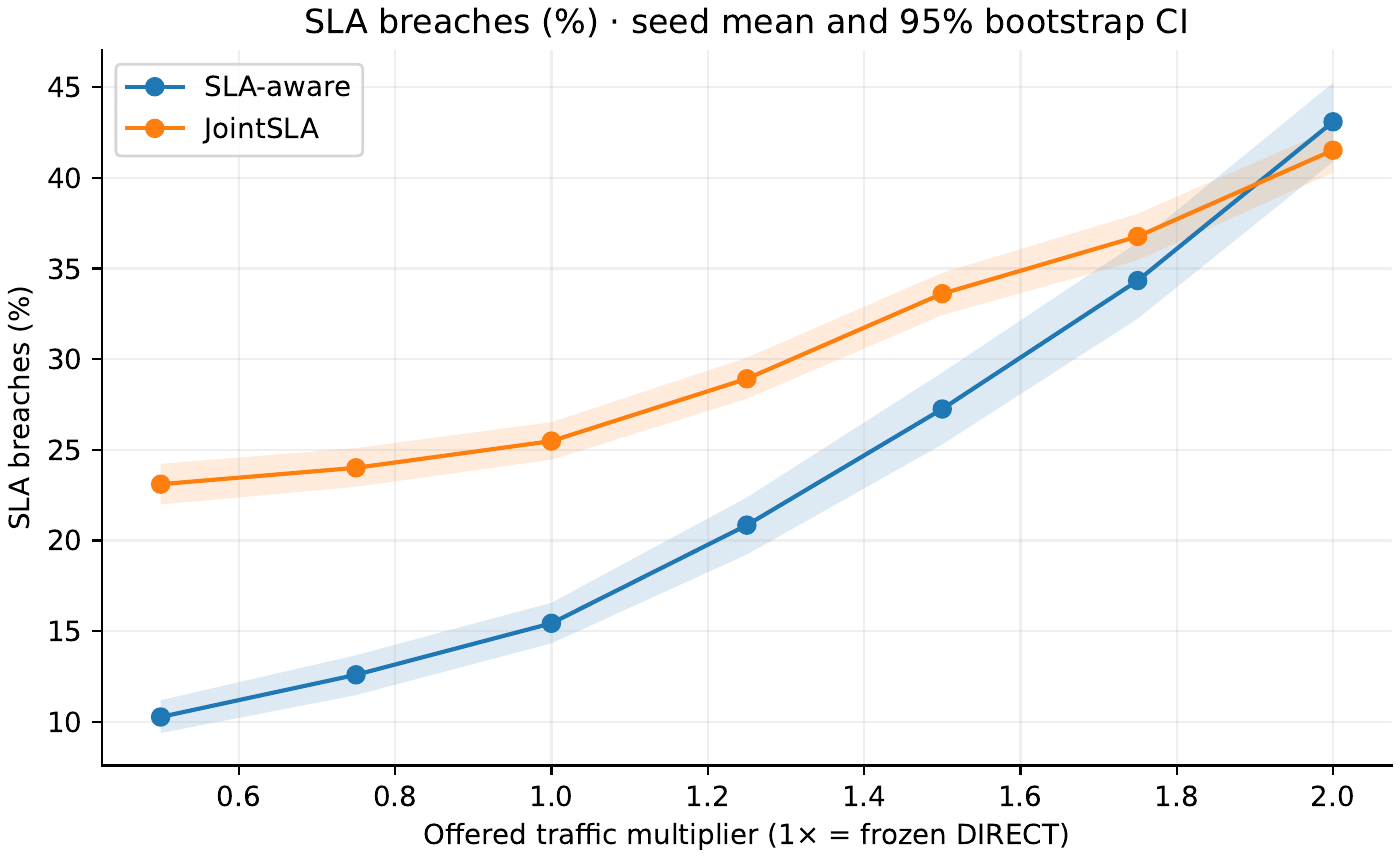 SLA breaches (%) · seed mean and 95% bootstrap CI
SLA-aware
JointSLA
SLA breaches (%)
45
40
35
30
25
20
15
10
0.6 0.8 1.0 1.2 1.4 1.6 1.8 2.0
Offered traffic multiplier (1× = frozen DIRECT)